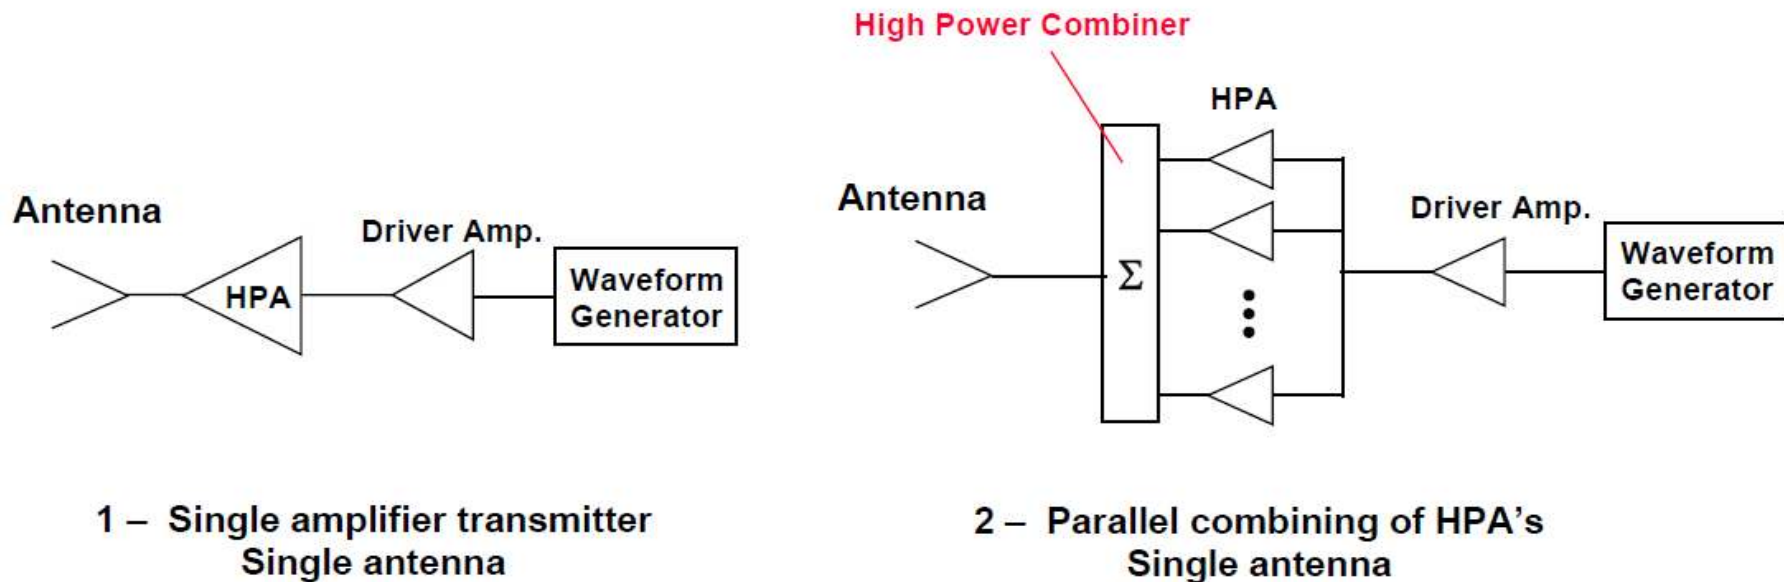 High Power Combiner
HPA
Antenna
Driver Amp.
HPA
Waveform
Generator
Antenna
Σ
Driver Amp.
Waveform
Generator
1 – Single amplifier transmitter
Single antenna
2 – Parallel combining of HPA's
Single antenna